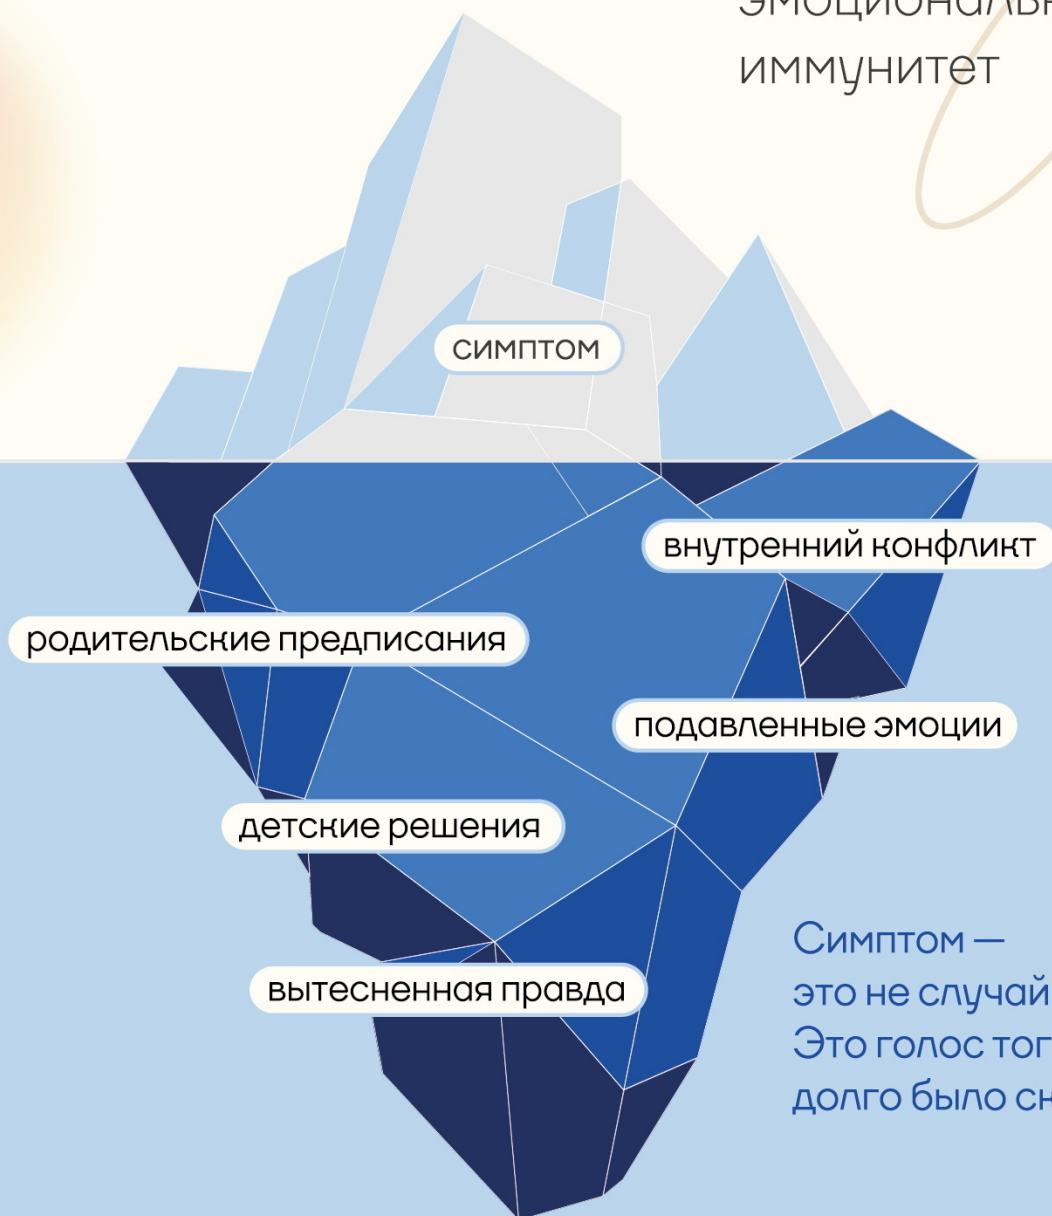 иммунитет
симптом
внутренний конфликт
родительские предписания
подавленные эмоции
детские решения
вытесненная правда
Симптом —
это не
Это голос
долго было